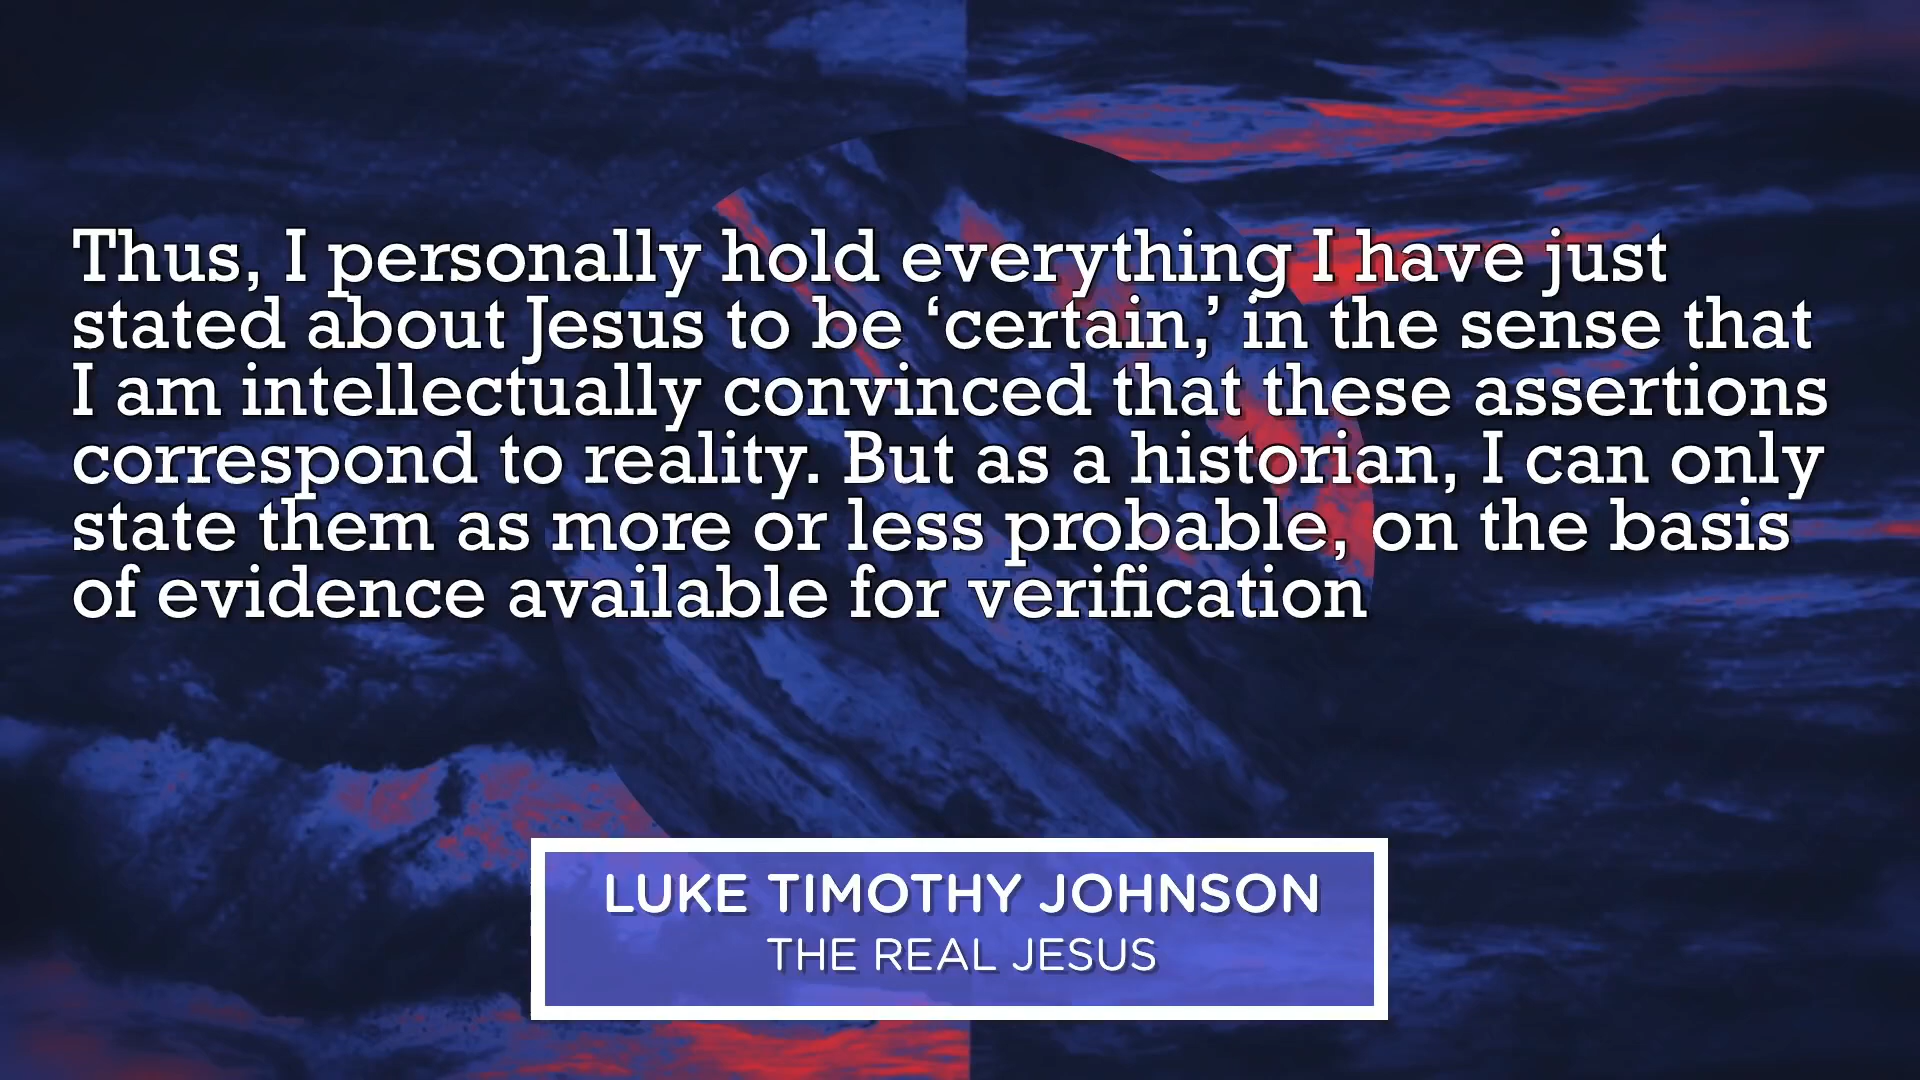 Thus, I personally hold everything I have just
stated about Jesus to be ‘certain,’ in the sense that
I am intellectually convinced that these assertions
correspond to reality. But as a historian, I can only
state them as more or less probable, on the basis
of evidence available for verification
LUKE TIMOTHY JOHNSON
THE REAL JESUS